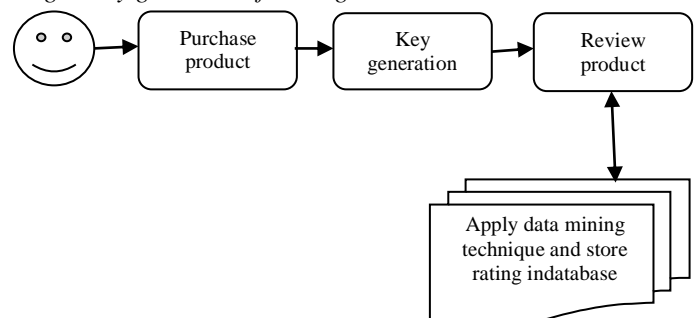 Purchase
product
Key
generation
Review
product
Apply data mining
technique and store
rating indatabase